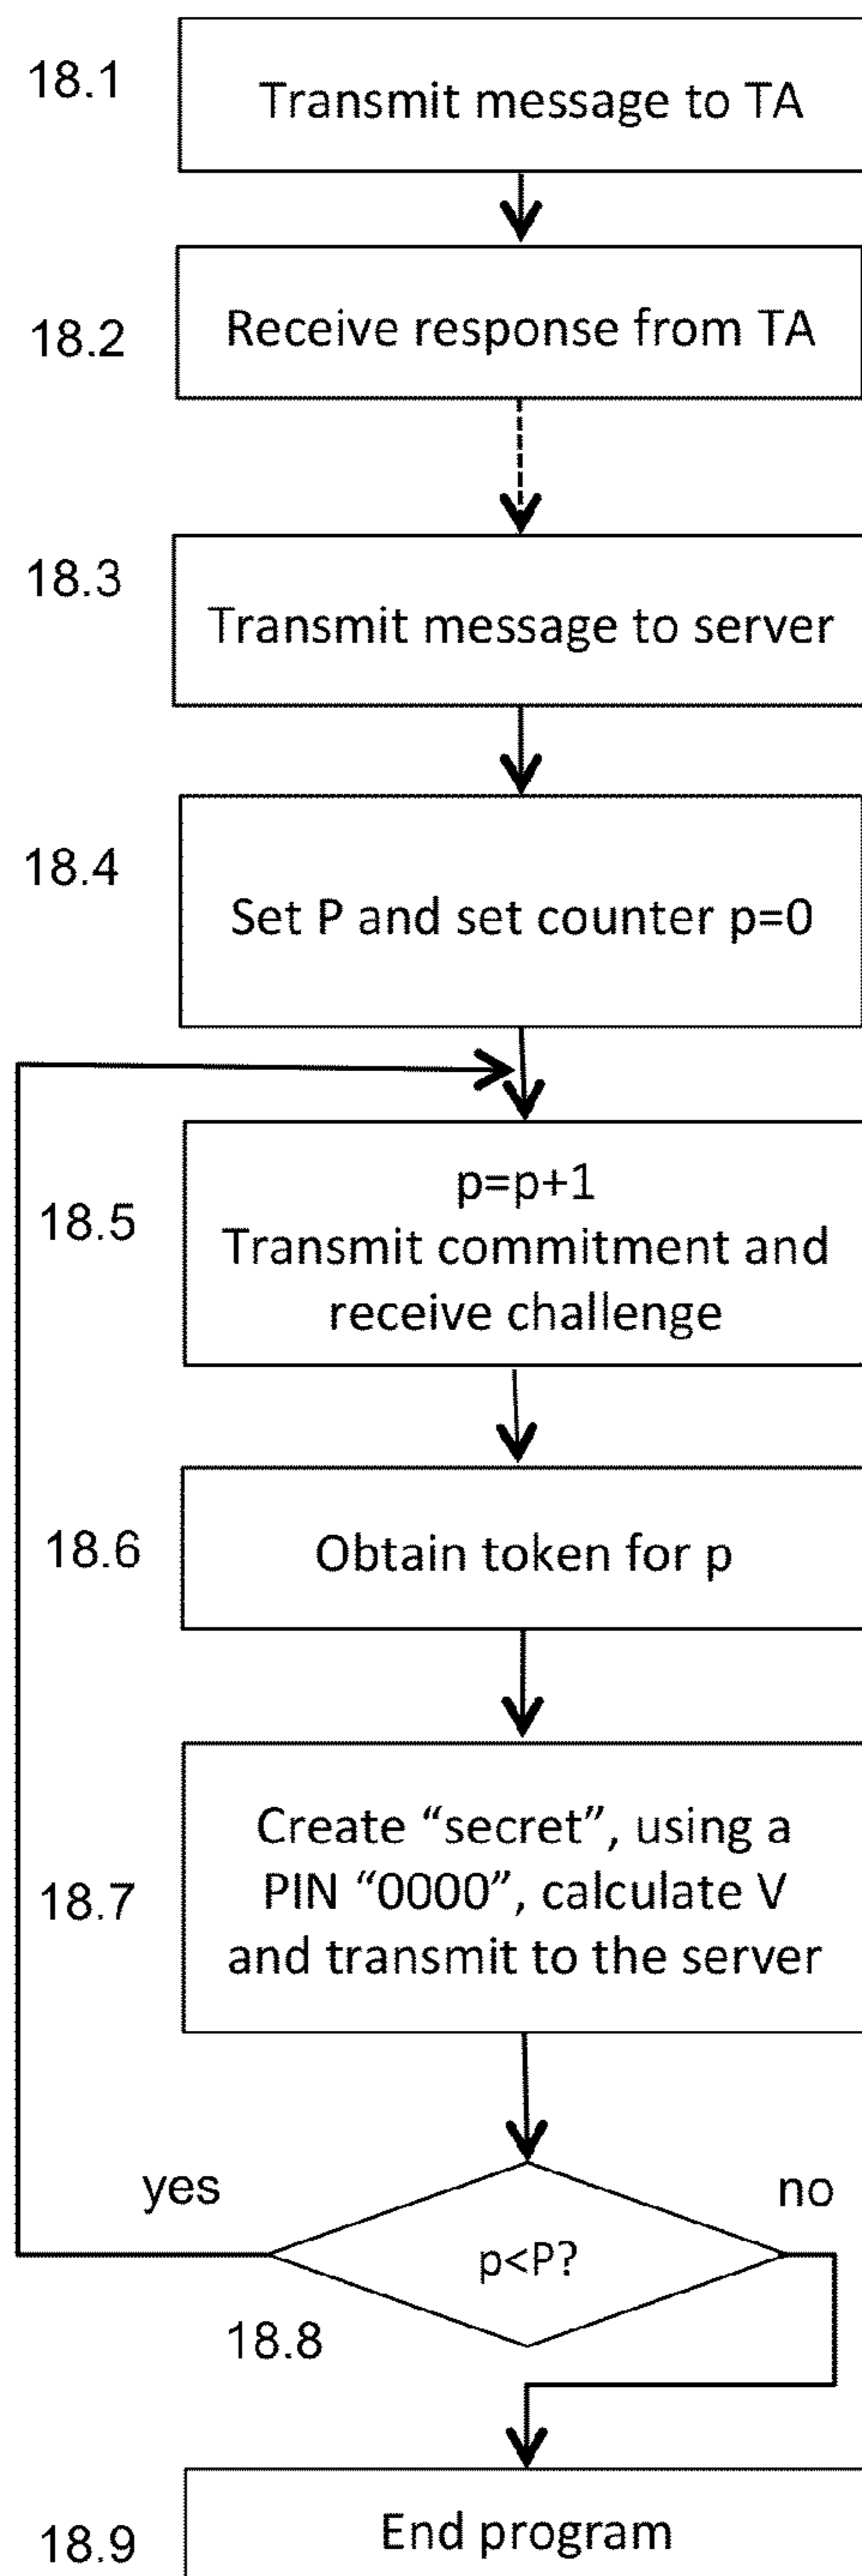 18.1
Transmit message to TA
18.2
Receive response from TA
18.3
Transmit message to server
18.4
Set P and set counter p=0
18.5
p=p+1
Transmit commitment and
receive challenge
18.6
Obtain token for p
18.7
Create “secret”, using a
PIN “0000”, calculate V
and transmit to the server
yes
no
p<P?
18.8
18.9
End program